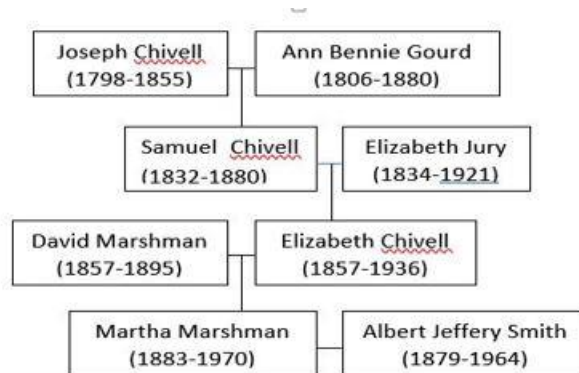 Joseph Chivell
(1798-1855)
Ann Bennie Gourd
(1806-1880)
Samuel Chivell
(1832-1880)
Elizabeth Jury
(1834-1921)
David Marshman
(1857-1895)
Elizabeth Chivell
(1857-1936)
Martha Marshman
(1883-1970)
Albert Jeffery Smith
(1879-1964)